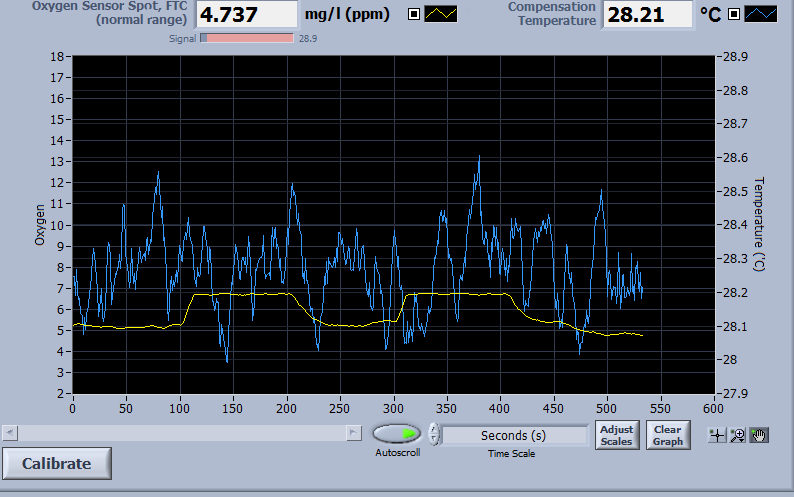 Oxygen Sensor Spot, FTC
(normal range)
4.737
mg/l (ppm)
Compensation
Temperature
28.21
°C
Signal
28.9
18
17
16
15
14
13
12
11
10
9
8
7
6
5
4
3
2
Oxygen
28.9
28.8
28.7
28.6
28.5
28.4
28.3
28.2
28.1
28
27.9
Temperature (°C)
0 50 100 150 200 250 300 350 400 450 500 550 600
Autoscroll
Seconds (s)
Time Scale
Adjust
Scales
Clear
Graph
Calibrate